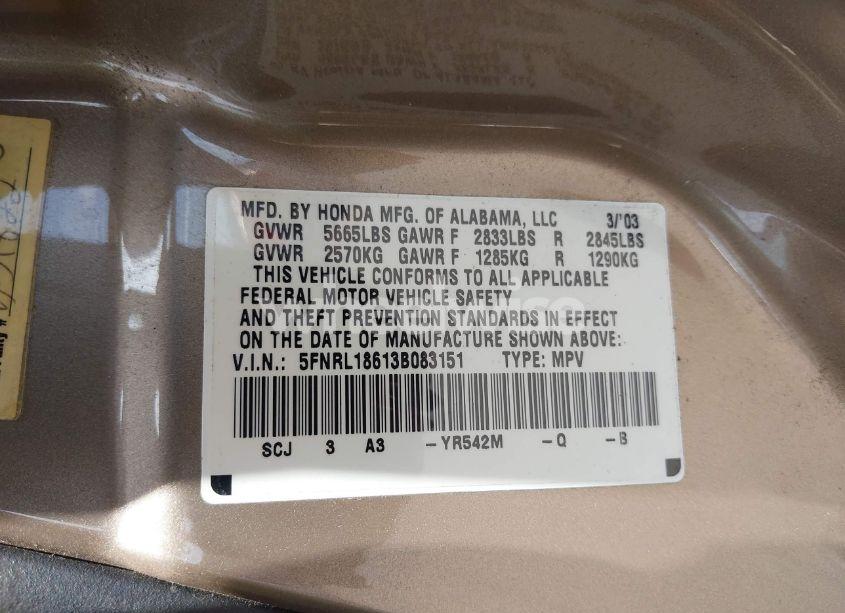 MFD. BY HONDA MFG. OF ALABAMA, LLC 3/'03
GVWR 5665LBS GAWR F 2833LBS R 2845LBS
GVWR 2570KG GAWR F 1285KG R 1290KG
THIS VEHICLE CONFORMS TO ALL APPLICABLE
FEDERAL MOTOR VEHICLE SAFETY
AND THEFT PREVENTION STANDARDS IN EFFECT
ON THE DATE OF MANUFACTURE SHOWN ABOVE:
V.I.N.: 5FNRL18613B083151 TYPE: MPV
SCJ 3 A3 -YR542M -Q -B